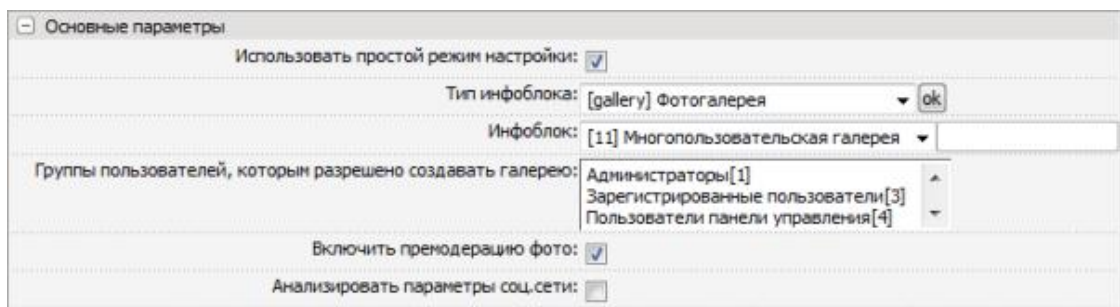 Основные параметры
Использовать простой режим настройки:
Тип инфоблока: [gallery] Фотогалерея ok
Инфоблок: [11] Многопользовательская галерея
Группы пользователей, которым разрешено создавать галерею: Администраторы[1]
Зарегистрированные пользователи[3]
Пользователи панели управления[4]
Включить премодерацию фото:
Анализировать параметры соц.сети: